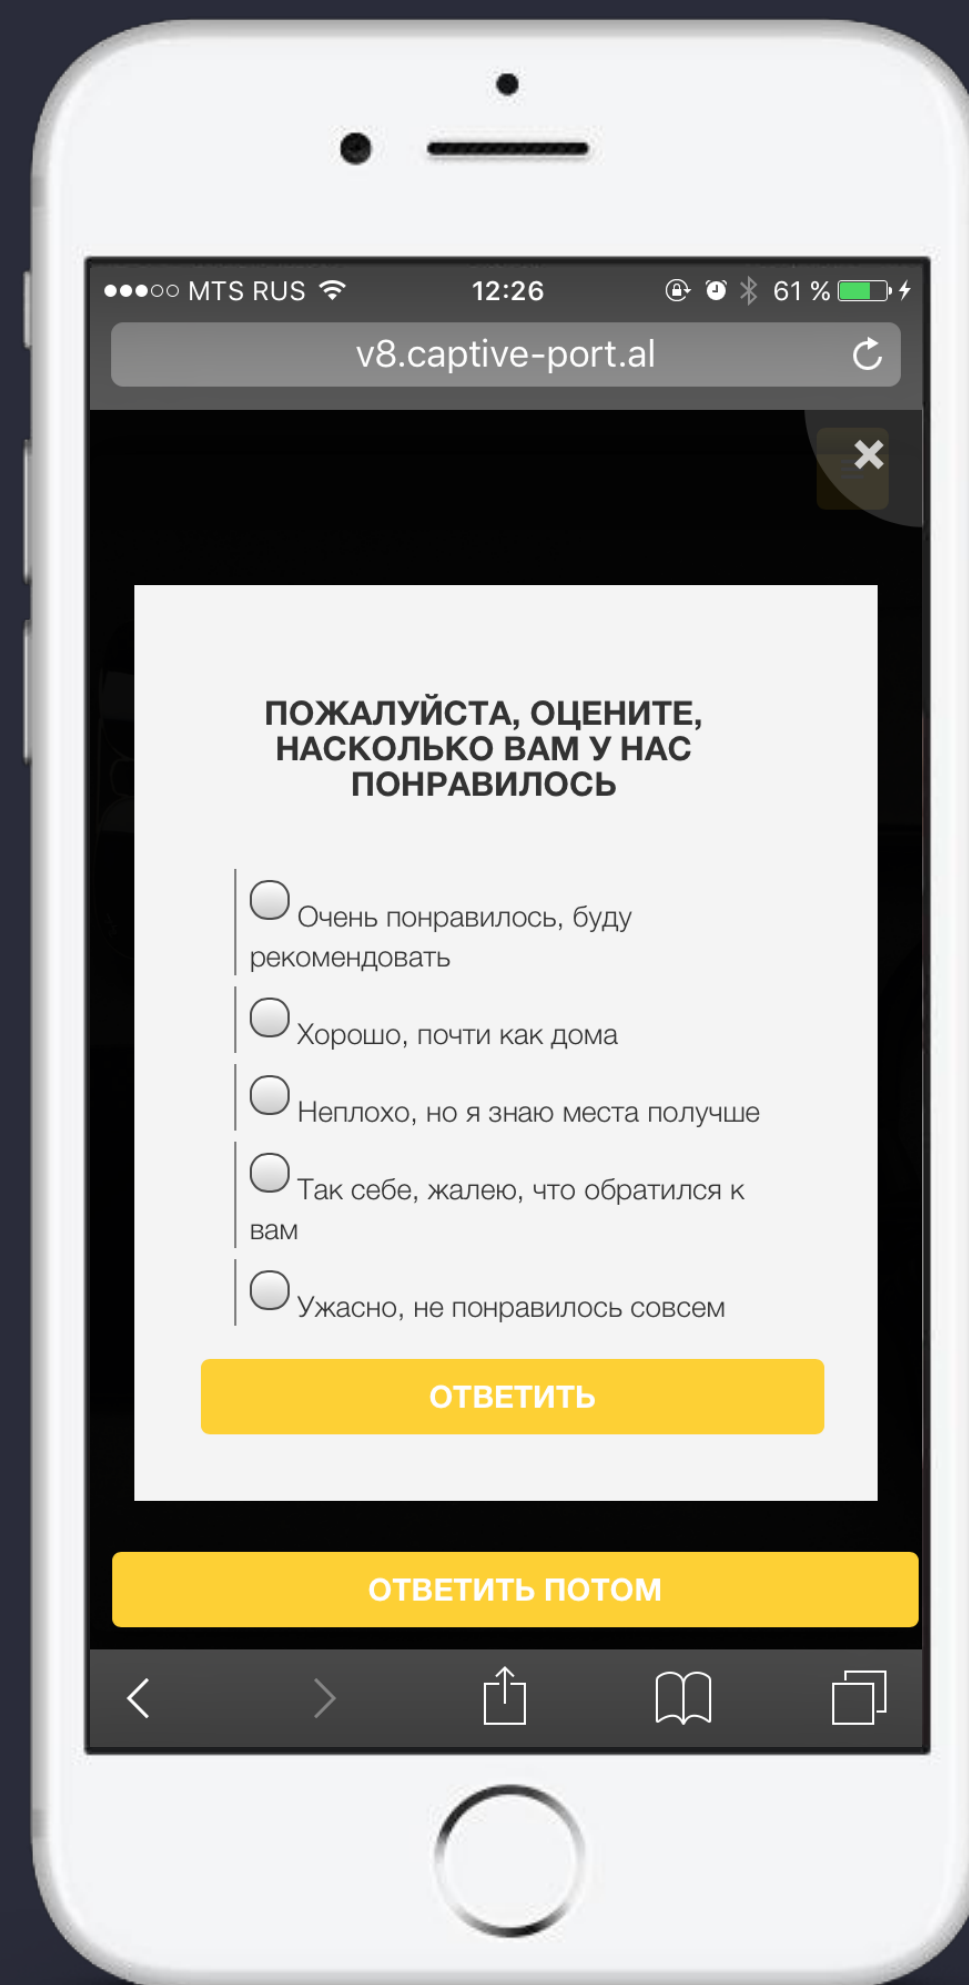 MTS RUS 12:26 61 %
v8.captive-port.al
ПОЖАЛУЙСТА, ОЦЕНИТЕ,
НАСКОЛЬКО ВАМ У НАС
ПОНРАВИЛОСЬ
Очень понравилось, буду
рекомендовать
Хорошо, почти как дома
Неплохо, но я знаю места получше
Так себе, жалею, что обратился к
вам
Ужасно, не понравилось совсем
ОТВЕТИТЬ
ОТВЕТИТЬ ПОТОМ